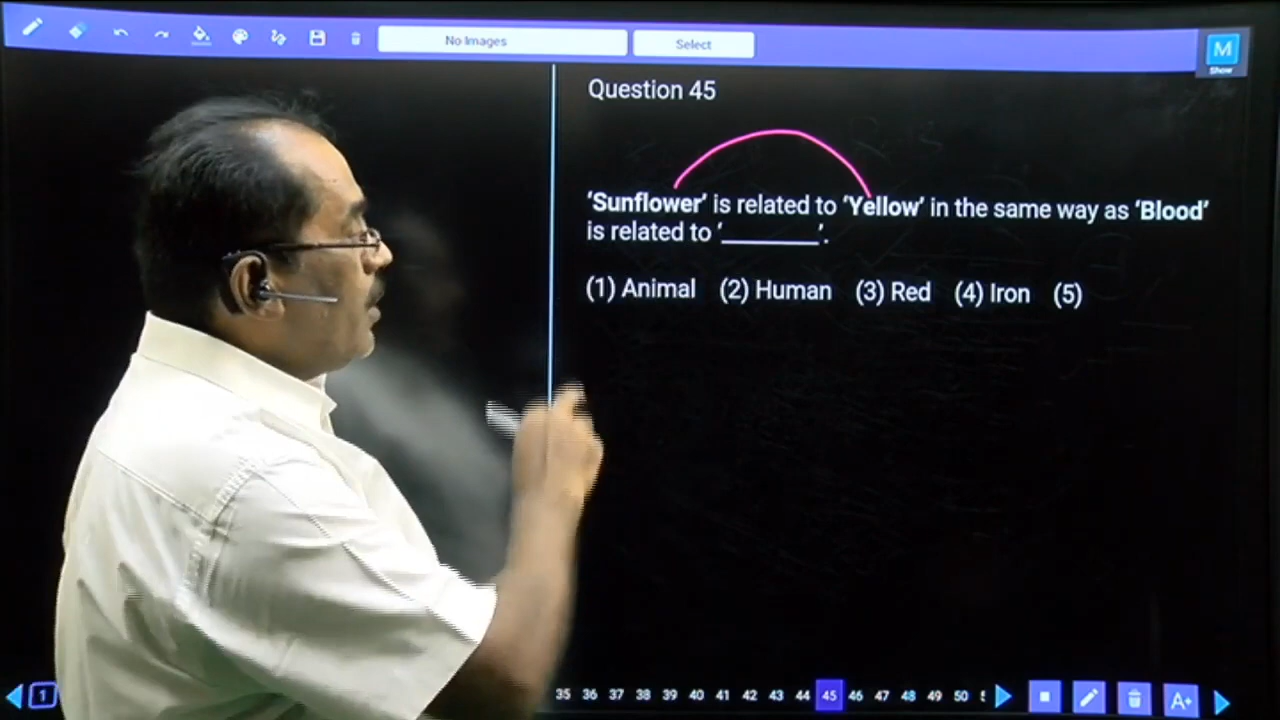 No Images
Select
M
Show
Question 45
‘Sunflower’ is related to ‘Yellow’ in the same way as ‘Blood’
is related to ‘________’.
(1) Animal (2) Human (3) Red (4) Iron (5)
1
35 36 37 38 39 40 41 42 43 44 45 46 47 48 49 50
A+